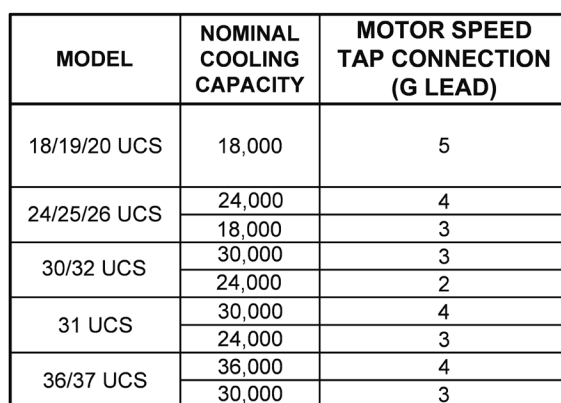 MODEL
NOMINAL
COOLING
CAPACITY
MOTOR SPEED
TAP CONNECTION
(G LEAD)
18/19/20 UCS 18,000 5
24/25/26 UCS
24,000 4
18,000 3
30/32 UCS
30,000 3
24,000 2
31 UCS
30,000 4
24,000 3
36/37 UCS
36,000 4
30,000 3